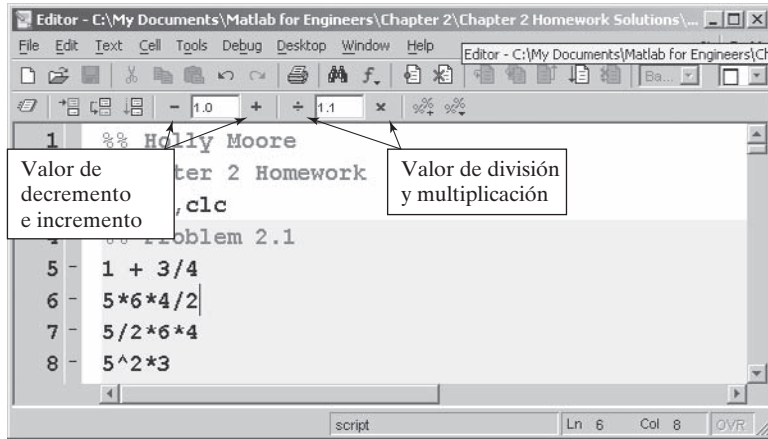 Editor - C:\My Documents\Matlab for Engineers\Chapter 2\Chapter 2 Homework Solutions\...
File Edit Text Cell Tools Debug Desktop Window Help
Editor - C:\My Documents\Matlab for Engineers\Ch
Ba...
- 1.0 + ÷ 1.1 ×
1 %% Holly Moore
ter 2 Homework
,clc
%% Problem 2.1
5 - 1 + 3/4
6 - 5*6*4/2
7 - 5/2*6*4
8 - 5^2*3
Valor de
decremento
e incremento
Valor de división
y multiplicación
script Ln 6 Col 8 OVR